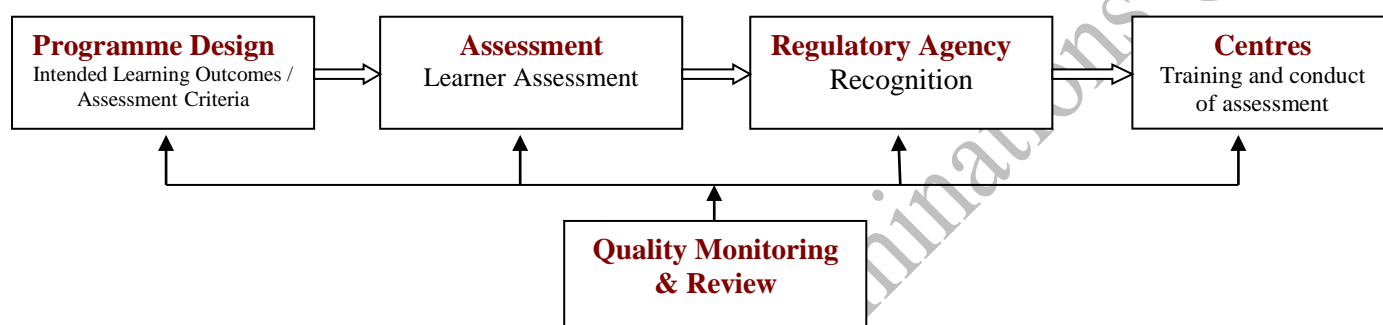 Programme Design
Intended Learning Outcomes /
Assessment Criteria
Assessment
Learner Assessment
Regulatory Agency
Recognition
Centres
Training and conduct
of assessment
Quality Monitoring
& Review